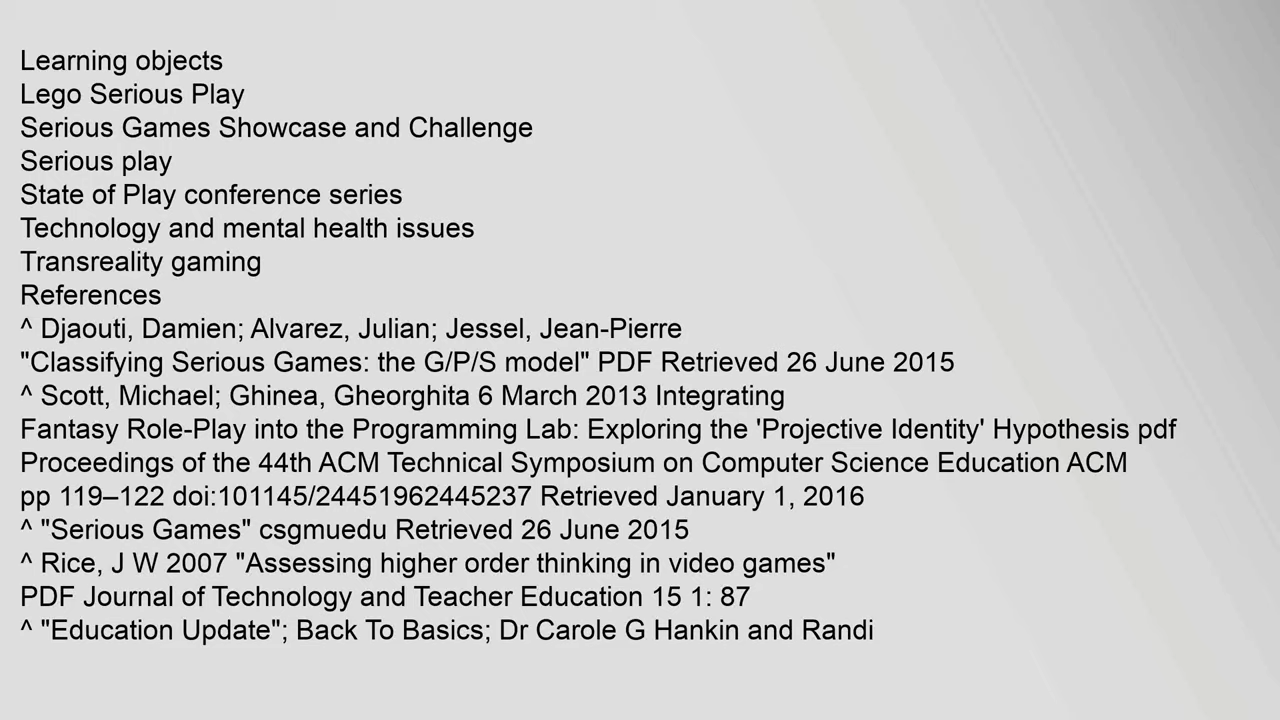 Learning objects
Lego Serious Play
Serious Games Showcase and Challenge
Serious play
State of Play conference series
Technology and mental health issues
Transreality gaming
References
^ Djaouti, Damien; Alvarez, Julian; Jessel, Jean-Pierre
"Classifying Serious Games: the G/P/S model" PDF Retrieved 26 June 2015
^ Scott, Michael; Ghinea, Gheorghita 6 March 2013 Integrating
Fantasy Role-Play into the Programming Lab: Exploring the 'Projective Identity' Hypothesis pdf
Proceedings of the 44th ACM Technical Symposium on Computer Science Education ACM
pp 119–122 doi:101145/24451962445237 Retrieved January 1, 2016
^ "Serious Games" csgmuedu Retrieved 26 June 2015
^ Rice, J W 2007 "Assessing higher order thinking in video games"
PDF Journal of Technology and Teacher Education 15 1: 87
^ "Education Update"; Back To Basics; Dr Carole G Hankin and Randi